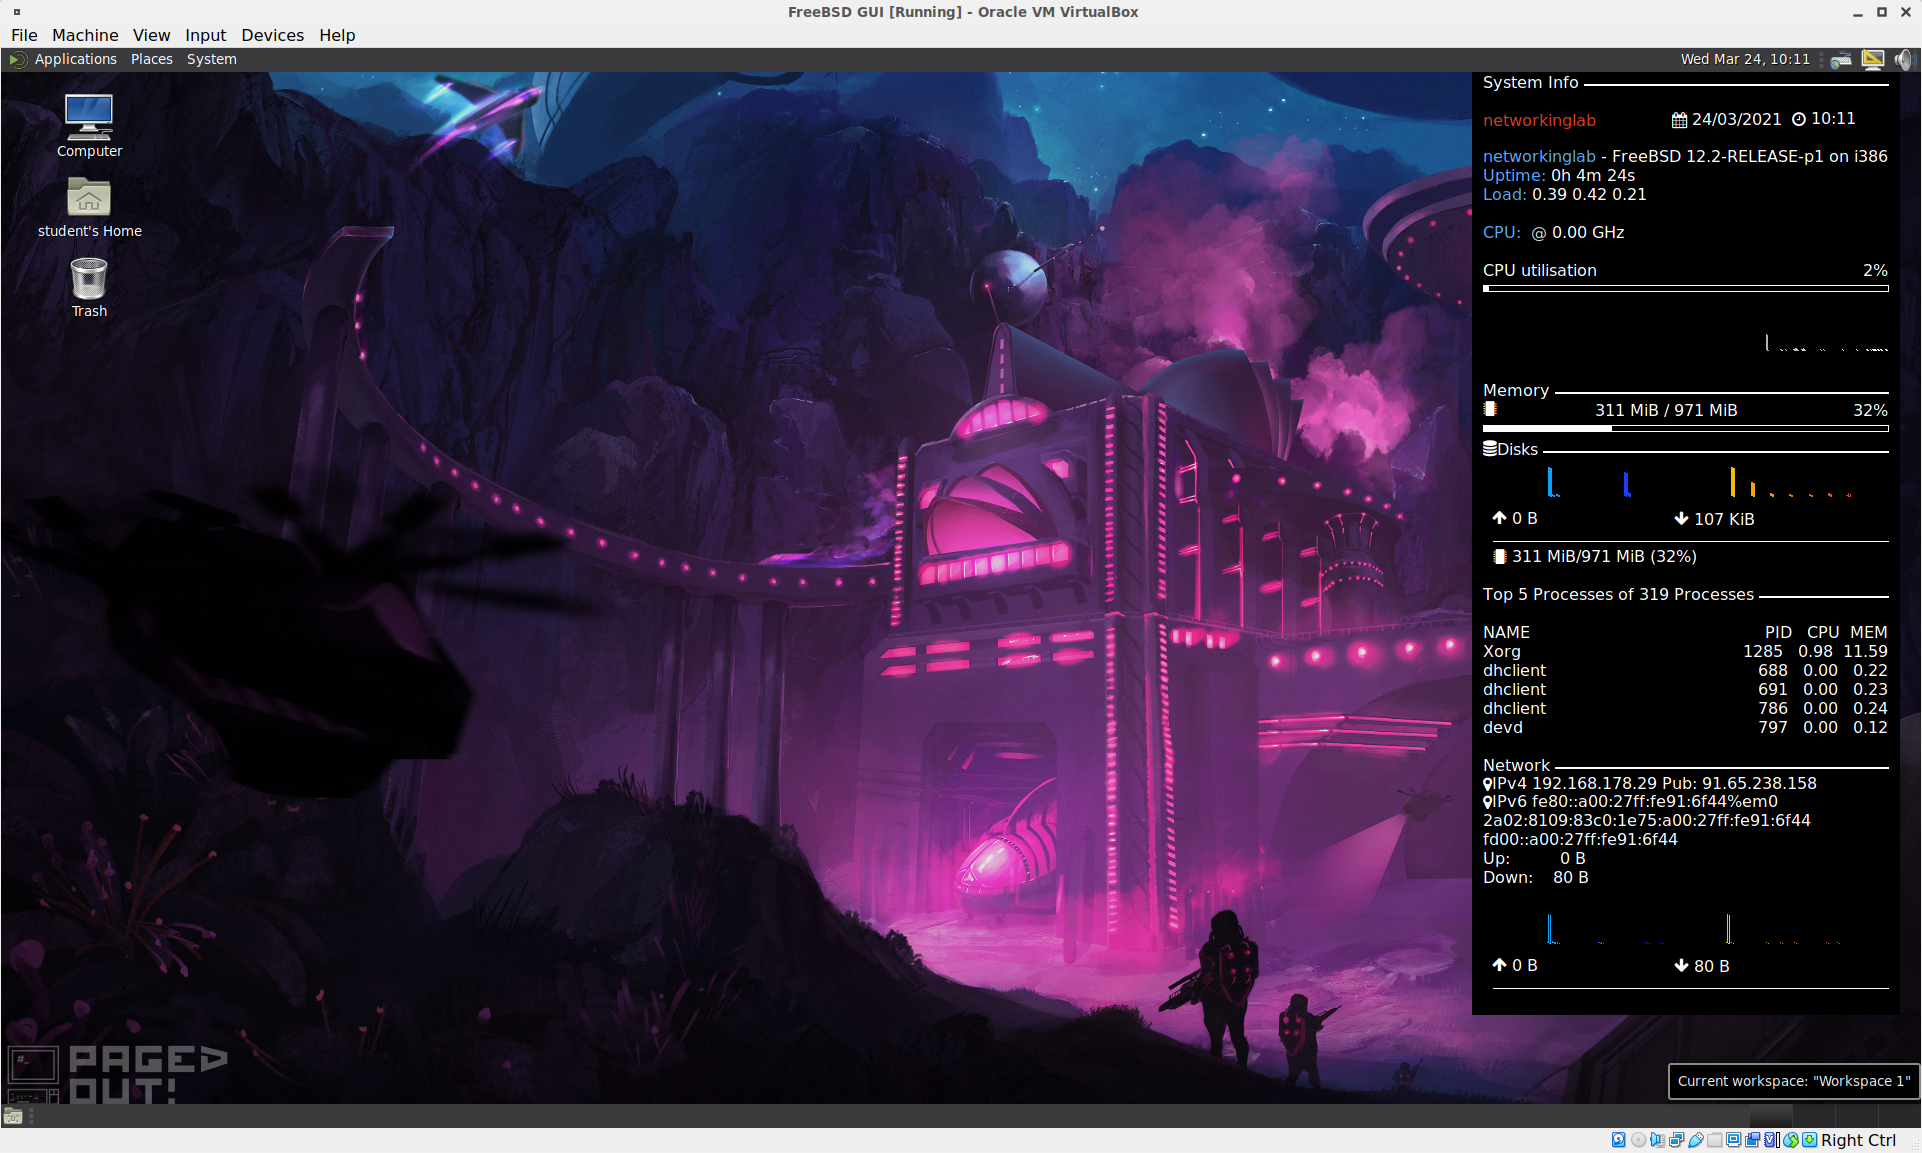 FreeBSD GUI [Running] - Oracle VM VirtualBox
File Machine View Input Devices Help
Applications Places System
Wed Mar 24, 10:11
Computer
student's Home
Trash
System Info
networkinglab 24/03/2021 10:11
networkinglab - FreeBSD 12.2-RELEASE-p1 on i386
Uptime: 0h 4m 24s
Load: 0.39 0.42 0.21
CPU: @ 0.00 GHz
CPU utilisation 2%
Memory
311 MiB / 971 MiB 32%
Disks
0 B 107 KiB
311 MiB/971 MiB (32%)
Top 5 Processes of 319 Processes
NAME PID CPU MEM
Xorg 1285 0.98 11.59
dhclient 688 0.00 0.22
dhclient 691 0.00 0.23
dhclient 786 0.00 0.24
devd 797 0.00 0.12
Network
IPv4 192.168.178.29 Pub: 91.65.238.158
IPv6 fe80::a00:27ff:fe91:6f44%em0
2a02:8109:83c0:1e75:a00:27ff:fe91:6f44
fd00::a00:27ff:fe91:6f44
Up: 0 B
Down: 80 B
0 B 80 B
#_
PAGED
OUT!
Current workspace: "Workspace 1"
Right Ctrl